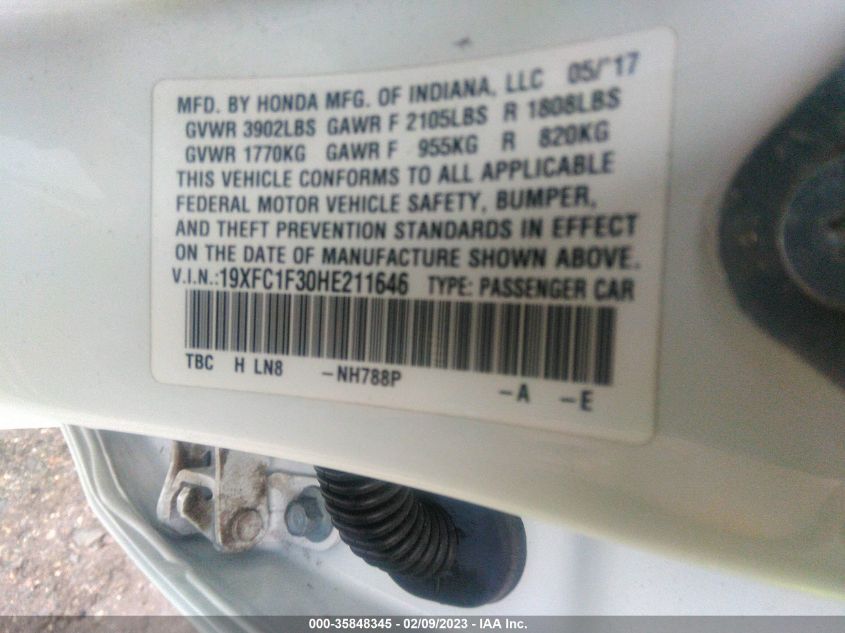 MFD. BY HONDA MFG. OF INDIANA, LLC 05/'17
GVWR 3902LBS GAWR F 2105LBS R 1808LBS
GVWR 1770KG GAWR F 955KG R 820KG
THIS VEHICLE CONFORMS TO ALL APPLICABLE
FEDERAL MOTOR VEHICLE SAFETY, BUMPER,
AND THEFT PREVENTION STANDARDS IN EFFECT
ON THE DATE OF MANUFACTURE SHOWN ABOVE.
V.I.N.:19XFC1F30HE211646 TYPE: PASSENGER CAR
TBC H LN8 -NH788P -A -E
000-35848345 - 02/09/2023 - IAA Inc.